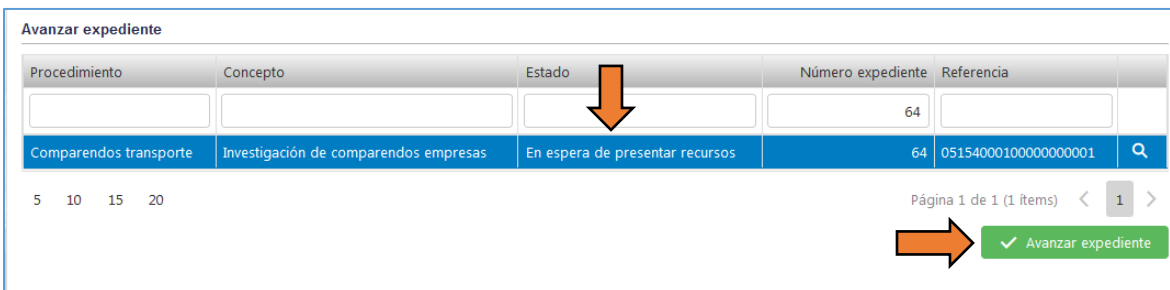 Avanzar expediente
Procedimiento Concepto Estado Número expediente Referencia
64
Comparendos transporte Investigación de comparendos empresas En espera de presentar recursos 64 05154000100000000001
5 10 15 20 Página 1 de 1 (1 ítems) 1
Avanzar expediente